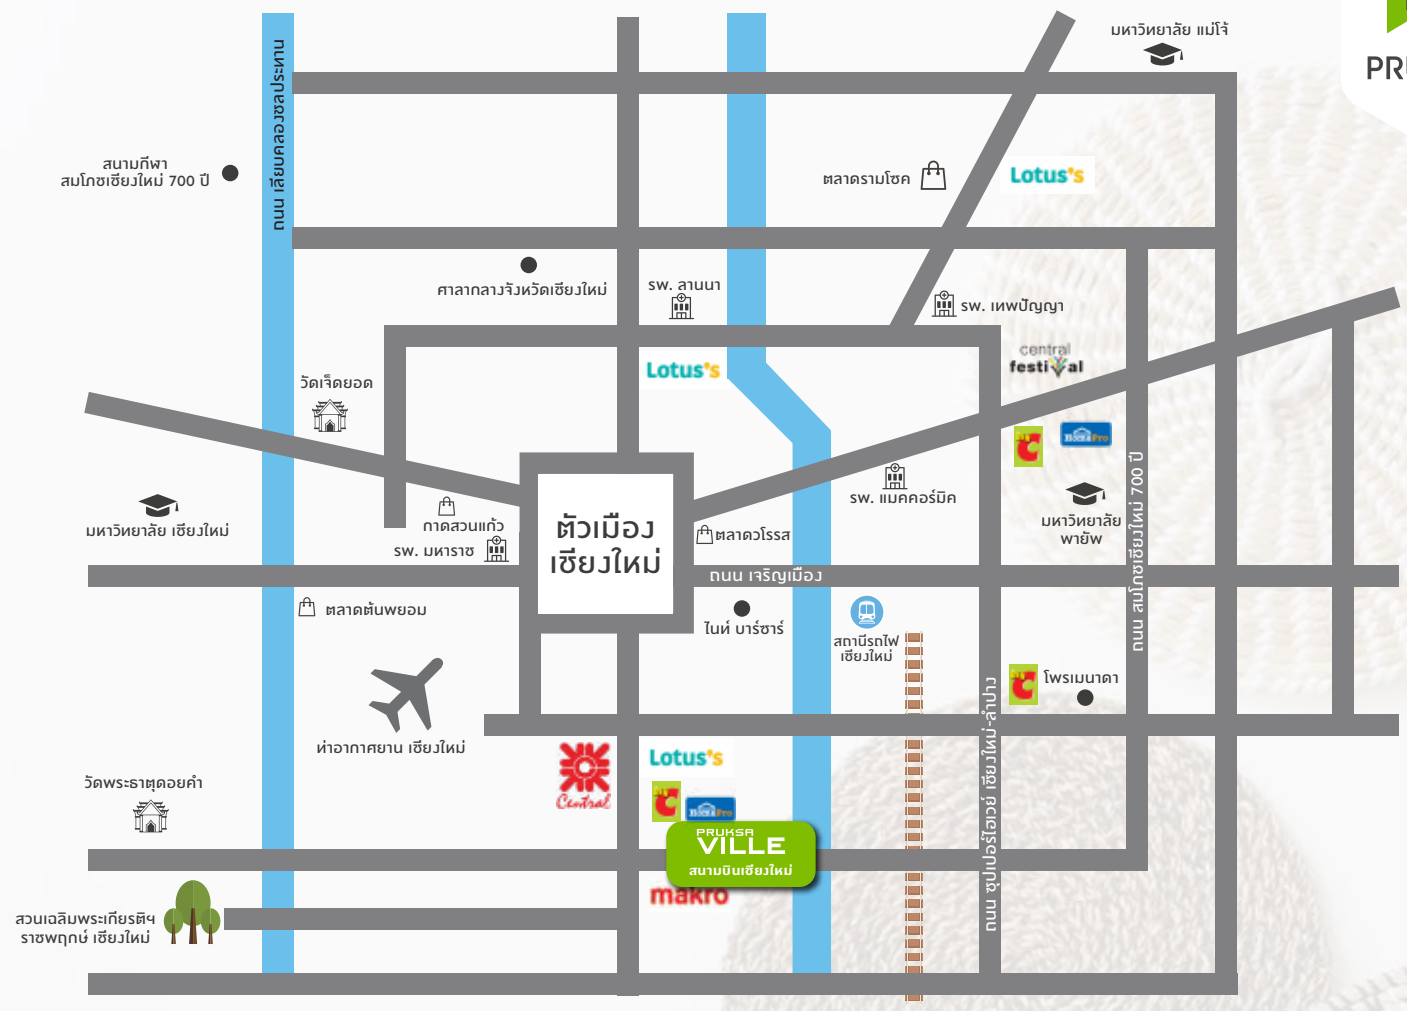 มหาวิทยาลัย แม่โจ้
ถนน เลียบคลองชลประทาน
สนามกีฬา
สมโภชเชียงใหม่ 700 ปี
ตลาดรวมโชค
Lotus's
ศาลากลางจังหวัดเชียงใหม่
รพ. ลานนา
รพ. เทพปัญญา
central
festival
Lotus's
วัดเจ็ดยอด
HomePro
รพ. แมคคอร์มิค
มหาวิทยาลัย
พายัพ
ถนน สมโภชเชียงใหม่ 700 ปี
มหาวิทยาลัย เชียงใหม่
กาดสวนแก้ว
รพ. มหาราช
ตัวเมือง
เชียงใหม่
ตลาดวโรรส
ถนน เจริญเมือง
ตลาดต้นพยอม
ไนท์ บาร์ซาร์
สถานีรถไฟ
เชียงใหม่
โพรเมนาดา
ถนน ซุปเปอร์ไฮเวย์ เชียงใหม่-ลำปาง
ท่าอากาศยาน เชียงใหม่
Central
Lotus's
HomePro
วัดพระธาตุดอยคำ
PRUKSA
VILLE
สนามบินเชียงใหม่
makro
สวนเฉลิมพระเกียรติฯ
ราชพฤกษ์ เชียงใหม่